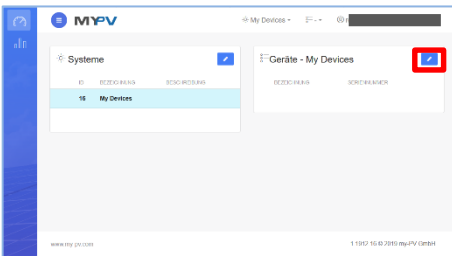 MYPV
My Devices
Systeme
ID BEZEICHNUNG BESCHREIBUNG
16 My Devices
Geräte - My Devices
BEZEICHNUNG SERIENNUMMER
www.my-pv.com
© 2019 my-PV GmbH